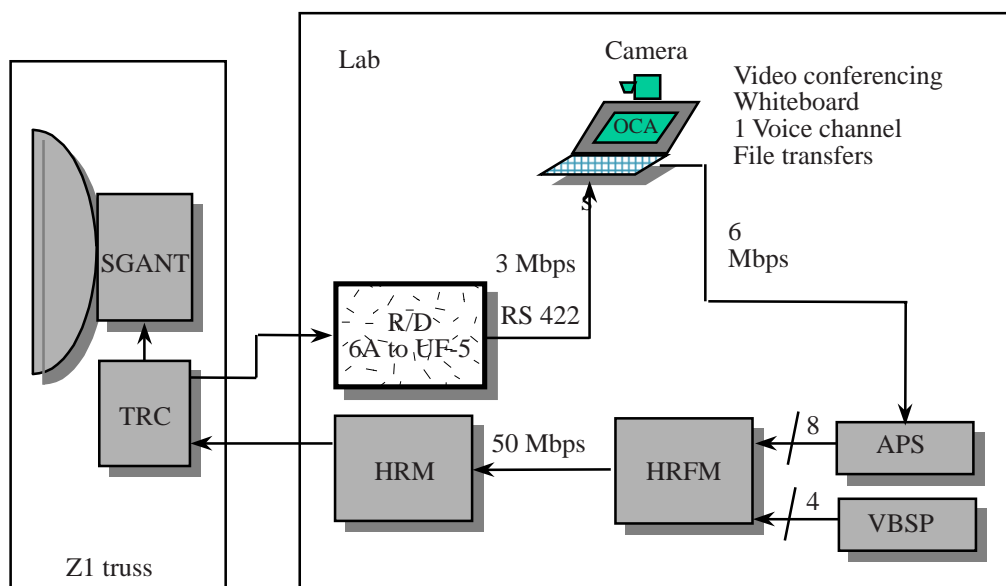 Lab
Camera
Video conferencing
Whiteboard
1 Voice channel
File transfers
OCA
s
SGANT
3 Mbps
6
Mbps
RS 422
R/D
6A to UF-5
TRC
HRM
50 Mbps
HRFM
8
APS
4
VBSP
Z1 truss